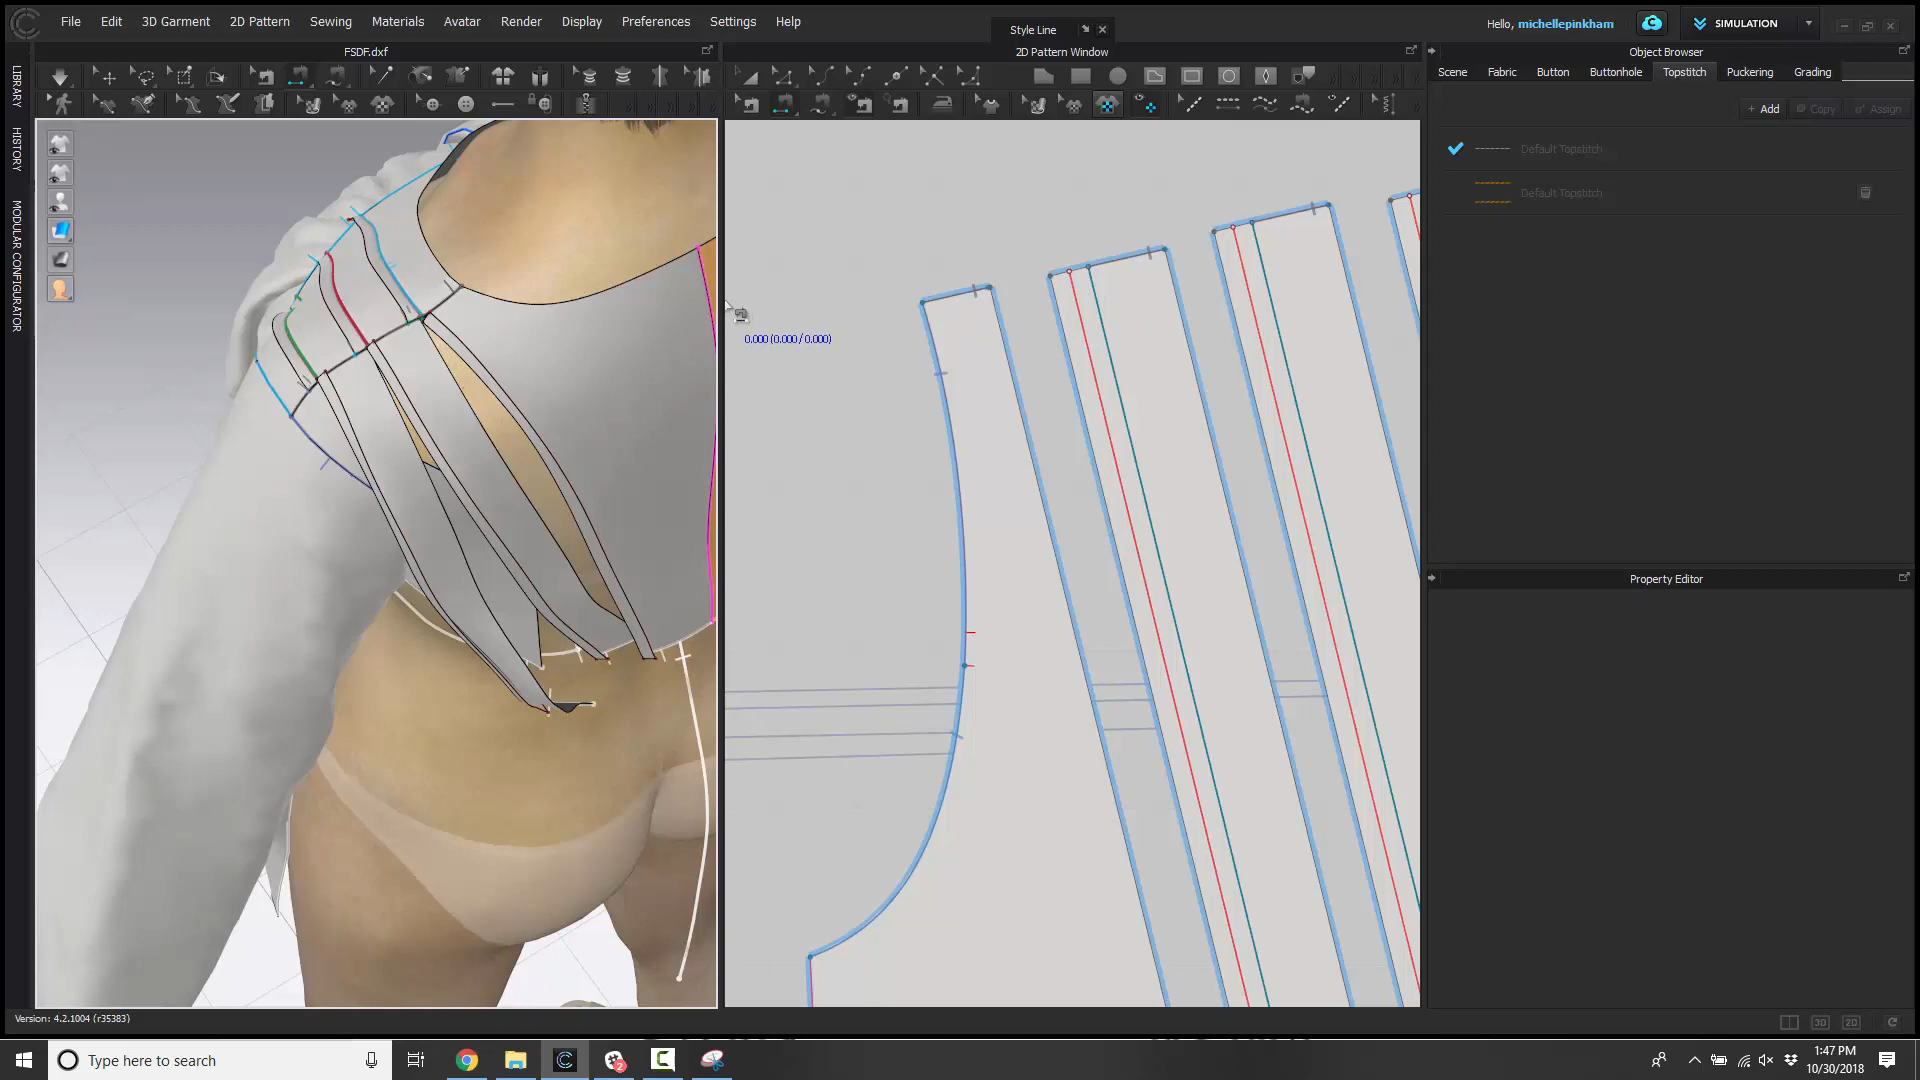 File Edit 3D Garment 2D Pattern Sewing Materials Avatar Render Display Preferences Settings Help
Style Line
Hello, michellepinkham
SIMULATION
FSDF.dxf
2D Pattern Window
Object Browser
Scene Fabric Button Buttonhole Topstitch Puckering Grading
+ Add Copy Assign
Default Topstitch
Default Topstitch
LIBRARY
HISTORY
MODULAR CONFIGURATOR
0.000 (0.000 / 0.000)
Property Editor
Version: 4.2.1004 (r35383)
3D 2D
Type here to search
2
1:47 PM
10/30/2018